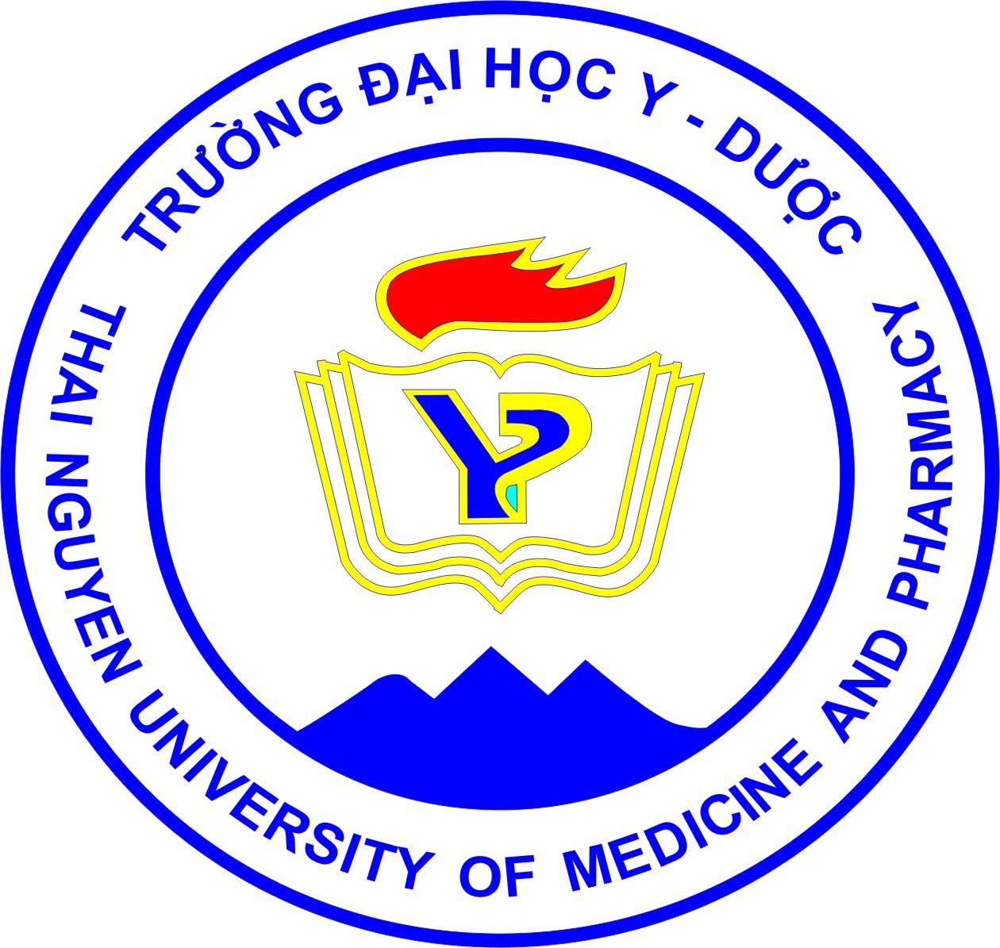 TRƯỜNG ĐẠI HỌC Y - DƯỢC
THAI NGUYEN UNIVERSITY OF MEDICINE AND PHARMACY
YP